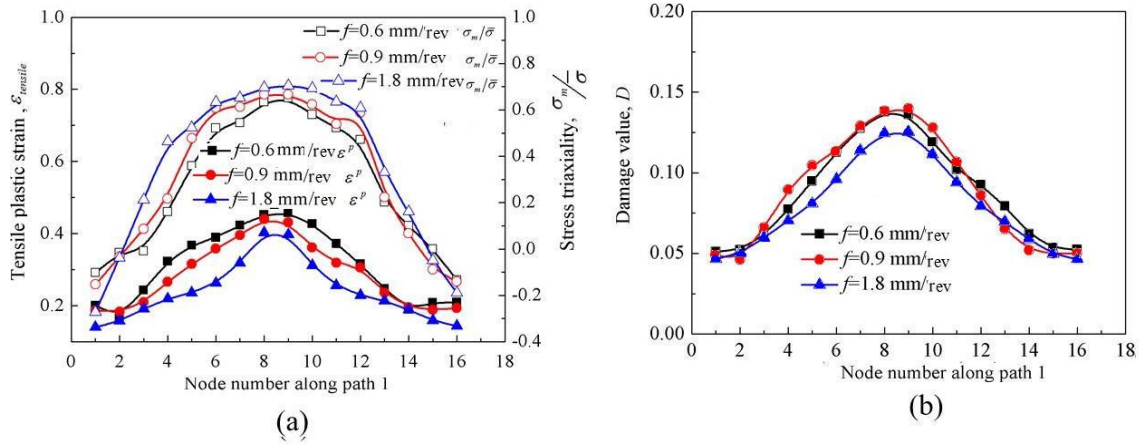 Tensile plastic strain , ε_tensile
1.0
0.8
0.6
0.4
0.2
f=0.6 mm/rev σ_m/σ̄
f=0.9 mm/rev σ_m/σ̄
f=1.8 mm/rev σ_m/σ̄
f=0.6 mm/rev ε^p
f=0.9 mm/rev ε^p
f=1.8 mm/rev ε^p
1.0
0.8
0.6
0.4
0.2
0.0
-0.2
-0.4
Stress triaxiality, σ_m/σ̄
0 2 4 6 8 10 12 14 16 18
Node number along path 1
(a)
Damage value, D
0.20
0.15
0.10
0.05
0.00
f=0.6 mm/rev
f=0.9 mm/rev
f=1.8 mm/rev
0 2 4 6 8 10 12 14 16 18
Node number along path 1
(b)